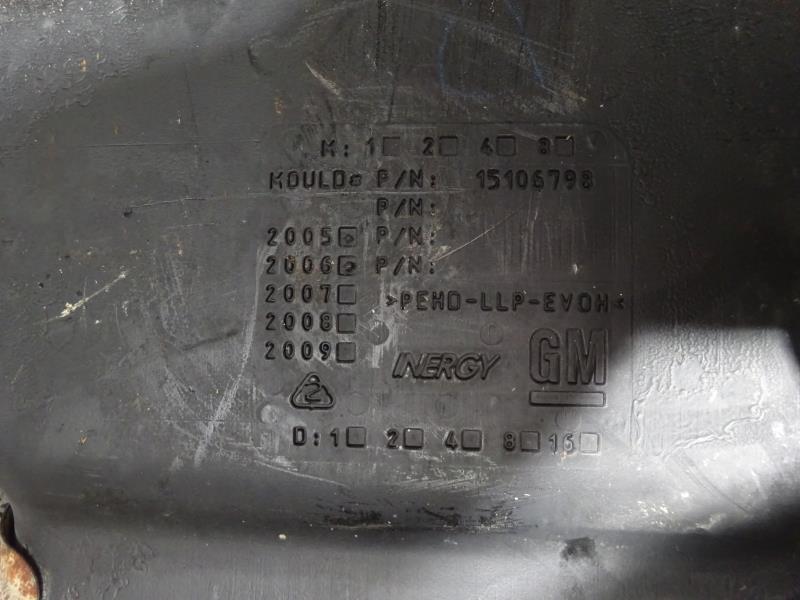 M: 1 2 4 8
MOULD P/N: 15106798
P/N:
2005 P/N:
2006 P/N:
2007 >PEHD-LLP-EVOH<
2008
2009 INERGY GM
2
D: 1 2 4 8 16